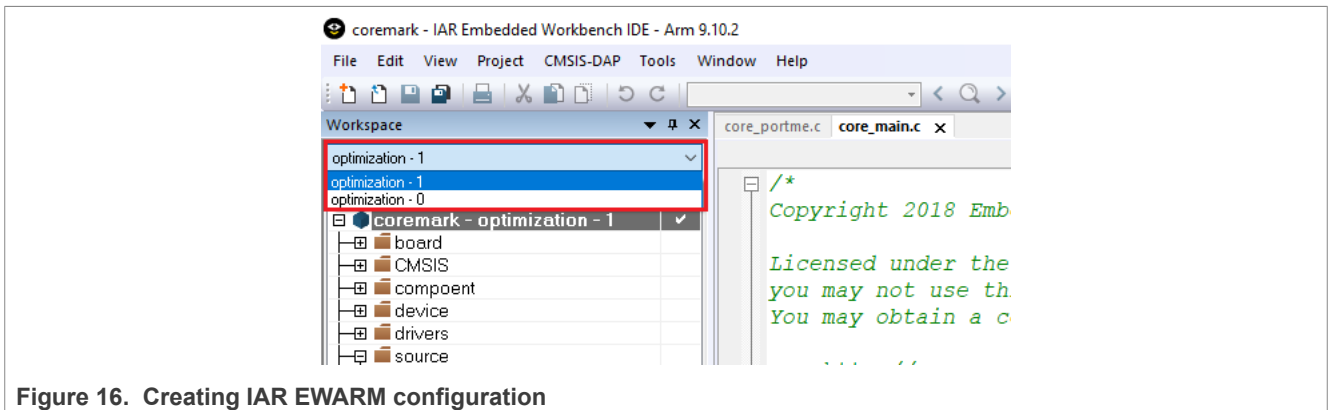 coremark - IAR Embedded Workbench IDE - Arm 9.10.2
File Edit View Project CMSIS-DAP Tools Window Help
Workspace
core_portme.c core_main.c
optimization - 1
optimization - 1
optimization - 0
coremark - optimization - 1
board
CMSIS
compoent
device
drivers
source
/*
Copyright 2018 Emb
Licensed under the
you may not use th
You may obtain a c
Figure 16. Creating IAR EWARM configuration